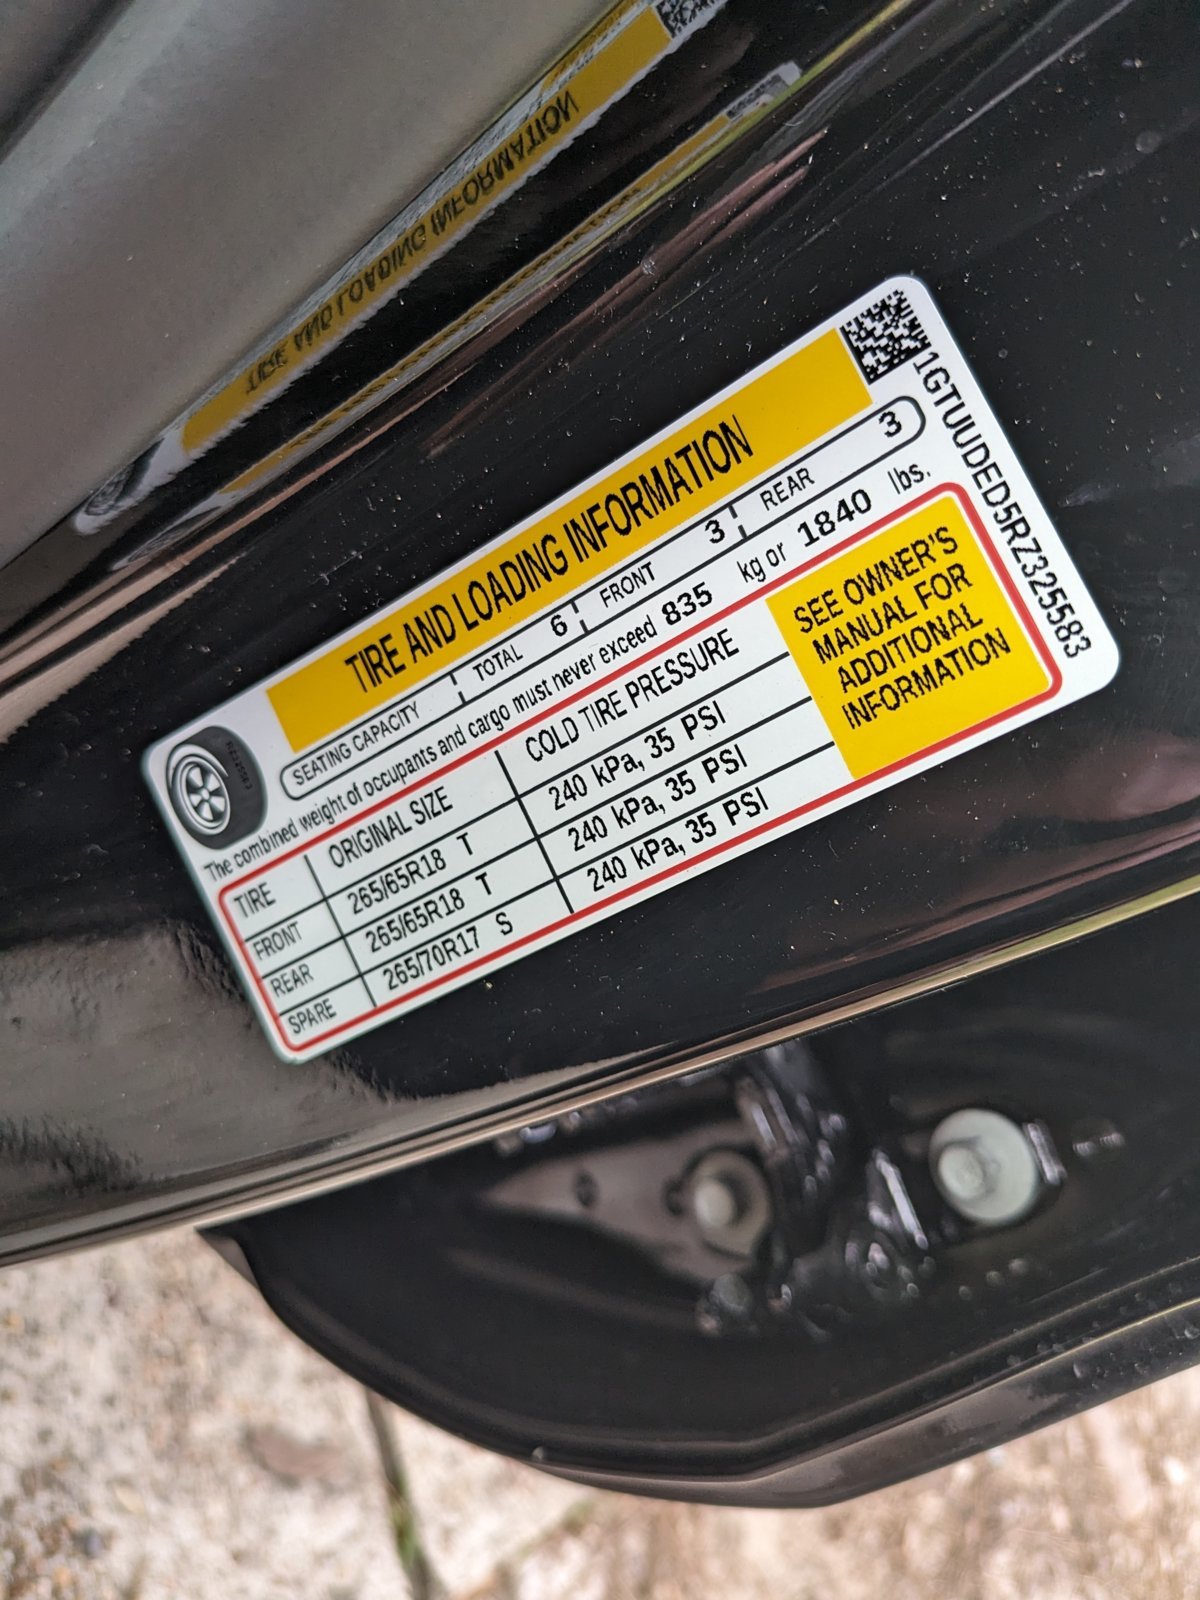 TIRE AND LOADING INFORMATION
SEATING CAPACITY TOTAL 6 FRONT 3 REAR 3
The combined weight of occupants and cargo must never exceed 835 kg or 1840 lbs.
TIRE ORIGINAL SIZE COLD TIRE PRESSURE
FRONT 265/65R18 T 240 kPa, 35 PSI
REAR 265/65R18 T 240 kPa, 35 PSI
SPARE 265/70R17 S 240 kPa, 35 PSI
SEE OWNER'S
MANUAL FOR
ADDITIONAL
INFORMATION
1GTUUDED5RZ325583
RZ325583
TIRE AND LOADING INFORMATION